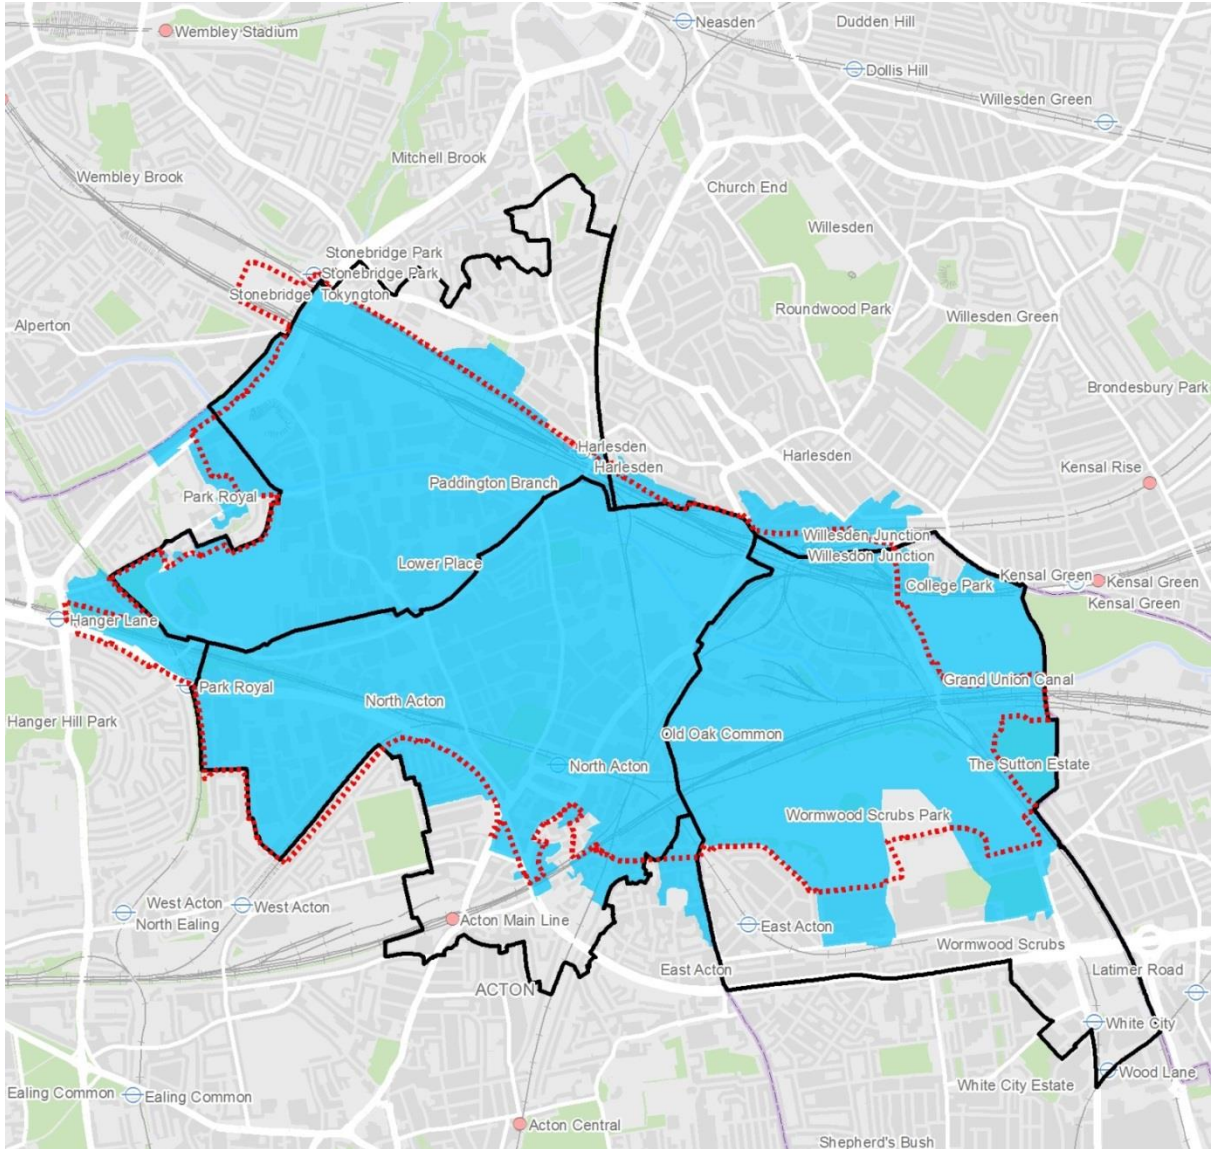 Neasden
Dudden Hill
Wembley Stadium
Dollis Hill
Willesden Green
Mitchell Brook
Wembley Brook
Church End
Willesden
Stonebridge Park
Stonebridge Park
Stonebridge
Tokyngton
Roundwood Park
Willesden Green
Alperton
Brondesbury Park
Harlesden
Harlesden
Harlesden
Kensal Rise
Paddington Branch
Park Royal
Willesden Junction
Willesdon Junction
Lower Place
College Park
Kensal Green
Kensal Green
Kensal Green
Hanger Lane
Grand Union Canal
Park Royal
North Acton
Hanger Hill Park
Old Oak Common
North Acton
The Sutton Estate
Wormwood Scrubs Park
West Acton
West Acton
North Ealing
Acton Main Line
East Acton
Wormwood Scrubs
East Acton
Latimer Road
ACTON
White City
Wood Lane
White City Estate
Ealing Common
Ealing Common
Acton Central
Shepherd's Bush